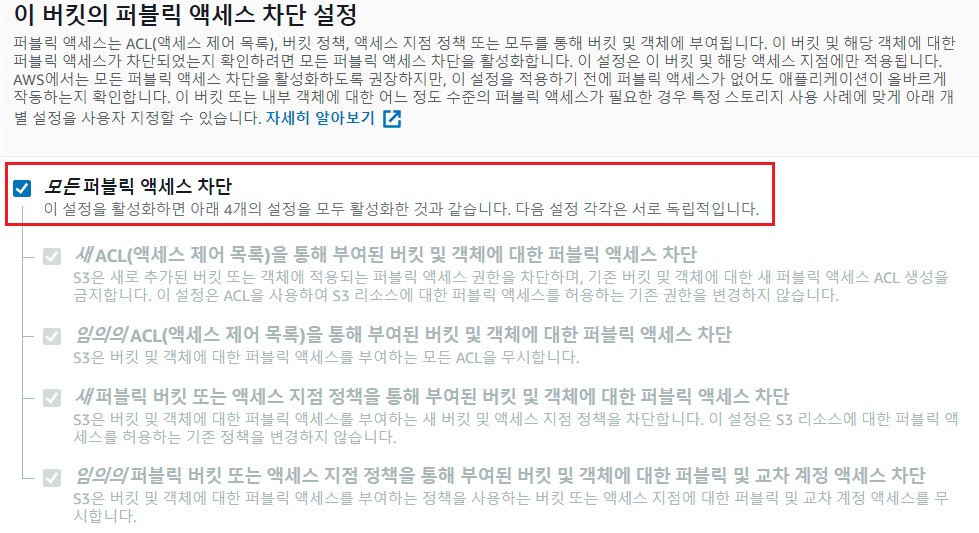 이 버킷의 퍼블릭 액세스 차단 설정
퍼블릭 액세스는 ACL(액세스 제어 목록), 버킷 정책, 액세스 지점 정책 또는 모두를 통해 버킷 및 객체에 부여됩니다. 이 버킷 및 해당 객체에 대한
퍼블릭 액세스가 차단되었는지 확인하려면 모든 퍼블릭 액세스 차단을 활성화합니다. 이 설정은 이 버킷 및 해당 액세스 지점에만 적용됩니다.
AWS에서는 모든 퍼블릭 액세스 차단을 활성화하도록 권장하지만, 이 설정을 적용하기 전에 퍼블릭 액세스가 없어도 애플리케이션이 올바르게
작동하는지 확인합니다. 이 버킷 또는 내부 객체에 대한 어느 정도 수준의 퍼블릭 액세스가 필요한 경우 특정 스토리지 사용 사례에 맞게 아래 개
별 설정을 사용자 지정할 수 있습니다. 자세히 알아보기
모든 퍼블릭 액세스 차단
이 설정을 활성화하면 아래 4개의 설정을 모두 활성화한 것과 같습니다. 다음 설정 각각은 서로 독립적입니다.
새 ACL(액세스 제어 목록)을 통해 부여된 버킷 및 객체에 대한 퍼블릭 액세스 차단
S3은 새로 추가된 버킷 또는 객체에 적용되는 퍼블릭 액세스 권한을 차단하며, 기존 버킷 및 객체에 대한 새 퍼블릭 액세스 ACL 생성을
금지합니다. 이 설정은 ACL을 사용하여 S3 리소스에 대한 퍼블릭 액세스를 허용하는 기존 권한을 변경하지 않습니다.
임의의 ACL(액세스 제어 목록)을 통해 부여된 버킷 및 객체에 대한 퍼블릭 액세스 차단
S3은 버킷 및 객체에 대한 퍼블릭 액세스를 부여하는 모든 ACL을 무시합니다.
새 퍼블릭 버킷 또는 액세스 지점 정책을 통해 부여된 버킷 및 객체에 대한 퍼블릭 액세스 차단
S3은 버킷 및 객체에 대한 퍼블릭 액세스를 부여하는 새 버킷 및 액세스 지점 정책을 차단합니다. 이 설정은 S3 리소스에 대한 퍼블릭 액
세스를 허용하는 기존 정책을 변경하지 않습니다.
임의의 퍼블릭 버킷 또는 액세스 지점 정책을 통해 부여된 버킷 및 객체에 대한 퍼블릭 및 교차 계정 액세스 차단
S3은 버킷 및 객체에 대한 퍼블릭 액세스를 부여하는 정책을 사용하는 버킷 또는 액세스 지점에 대한 퍼블릭 및 교차 계정 액세스를 무
시합니다.